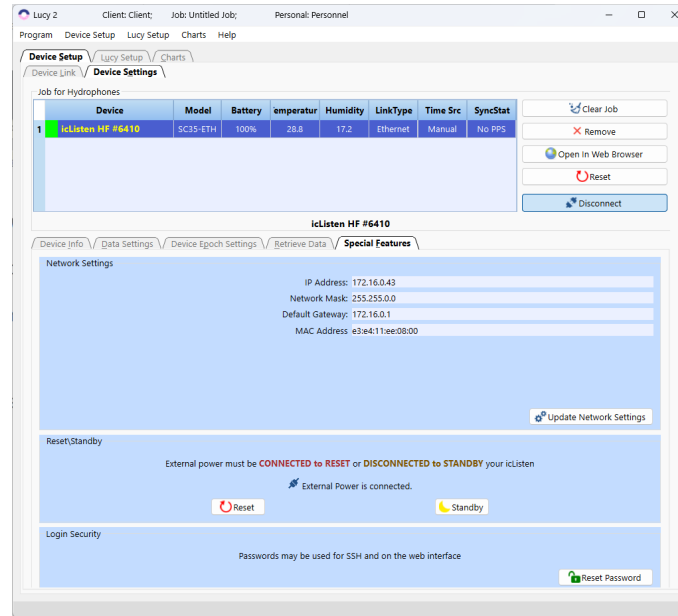 Lucy 2 Client: Client; Job: Untitled Job; Personal: Personnel
Program Device Setup Lucy Setup Charts Help
Device Setup Lucy Setup Charts
Device Link Device Settings
Job for Hydrophones
Device Model Battery emperatur Humidity LinkType Time Src SyncStat
1 icListen HF #6410 SC35-ETH 100% 28.8 17.2 Ethernet Manual No PPS
Clear Job
Remove
Open In Web Browser
Reset
Disconnect
icListen HF #6410
Device Info Data Settings Device Epoch Settings Retrieve Data Special Features
Network Settings
IP Address: 172.16.0.43
Network Mask: 255.255.0.0
Default Gateway: 172.16.0.1
MAC Address e3:e4:11:ee:08:00
Update Network Settings
Reset\Standby
External power must be CONNECTED to RESET or DISCONNECTED to STANDBY your icListen
External Power is connected.
Reset Standby
Login Security
Passwords may be used for SSH and on the web interface
Reset Password